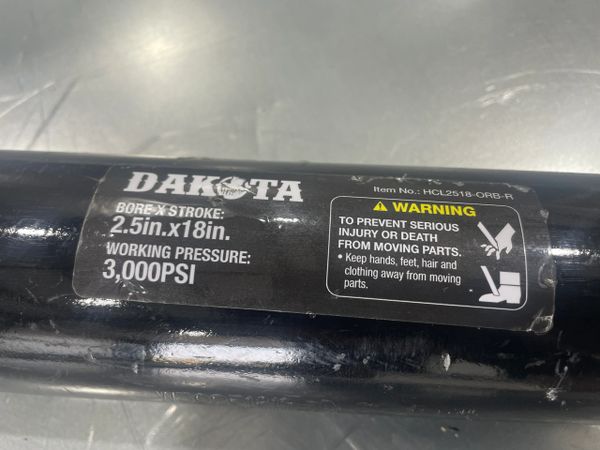 DAKOTA
BORE X STROKE:
2.5in.x18in.
WORKING PRESSURE:
3,000PSI
Item No.: HCL2518-ORB-R
WARNING
TO PREVENT SERIOUS
INJURY OR DEATH
FROM MOVING PARTS.
• Keep hands, feet, hair and
clothing away from moving
parts.